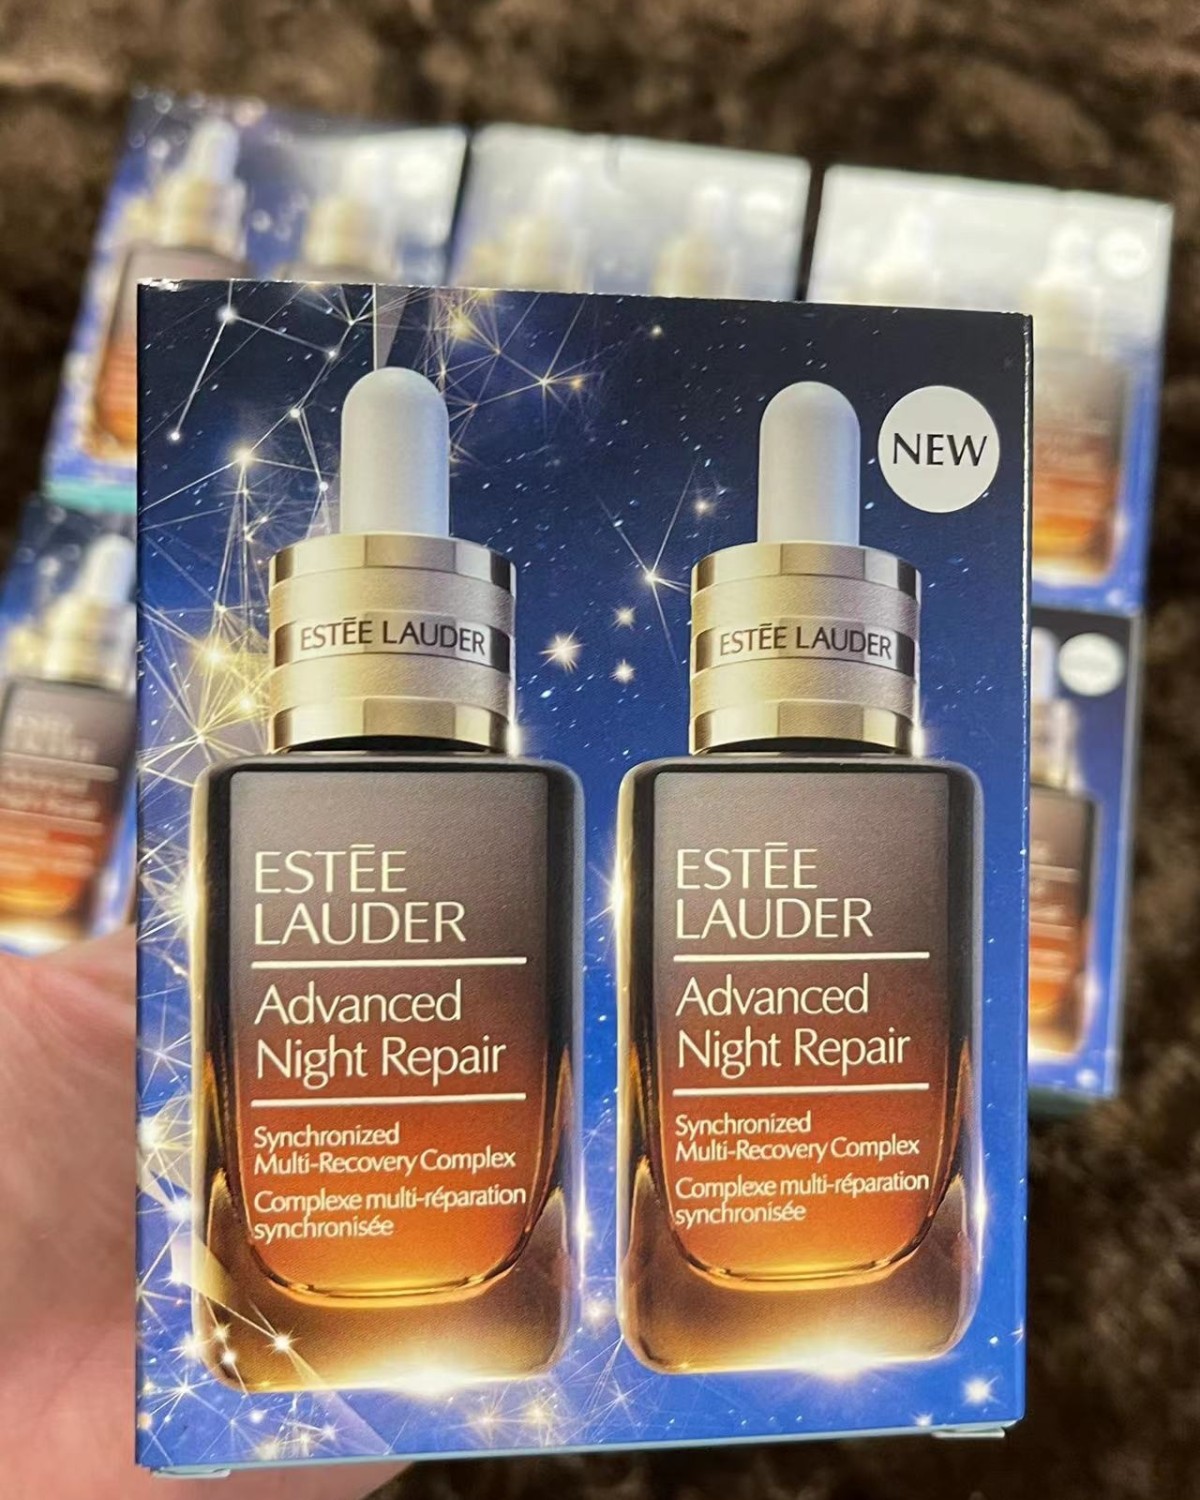 NEW
ESTĒE LAUDER
ESTĒE
LAUDER
Advanced
Night Repair
Synchronized
Multi-Recovery Complex
Complexe multi-réparation
synchronisée
ESTĒE LAUDER
ESTĒE
LAUDER
Advanced
Night Repair
Synchronized
Multi-Recovery Complex
Complexe multi-réparation
synchronisée